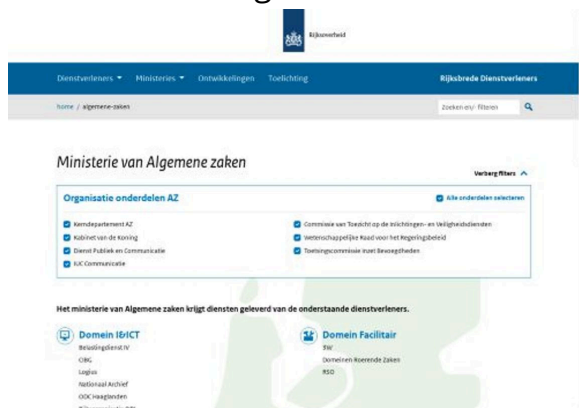 Rijksoverheid
Dienstverleners Ministeries Ontwikkelingen Toelichting Rijksbrede Dienstverleners
home / algemene-zaken Zoeken en/of filteren
Ministerie van Algemene zaken
Verberg filters
Organisatie onderdelen AZ Alle onderdelen selecteren
Kerndepartement AZ Commissie van Toezicht op de Inlichtingen- en Veiligheidsdiensten
Kabinet van de Koning Wetenschappelijke Raad voor het Regeringsbeleid
Dienst Publiek en Communicatie Toetsingscommissie Inzet Bevoegdheden
IUC Communicatie
Het ministerie van Algemene zaken krijgt diensten geleverd van de onderstaande dienstverleners.
Domein I&ICT Domein Facilitair
Belastingdienst IV
CIBG Domeinen Roerende Zaken
Logius RSO
Nationaal Archief
ODC Haaglanden